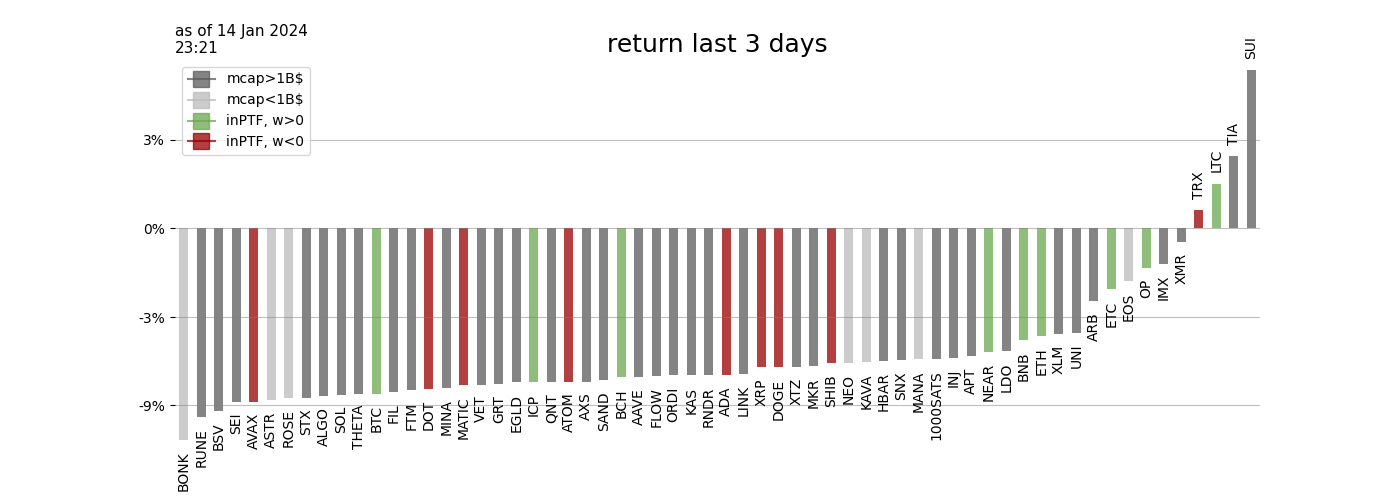 as of 14 Jan 2024
23:21
return last 3 days
mcap>1B$
mcap<1B$
inPTF, w>0
inPTF, w<0
3%
0%
-3%
-9%
BONK
RUNE
BSV
SEI
AVAX
ASTR
ROSE
STX
ALGO
SOL
THETA
BTC
FIL
FTM
DOT
MINA
MATIC
VET
GRT
EGLD
ICP
QNT
ATOM
AXS
SAND
BCH
AAVE
FLOW
ORDI
KAS
RNDR
ADA
LINK
XRP
DOGE
XTZ
MKR
SHIB
NEO
KAVA
HBAR
SNX
MANA
1000SATS
INJ
APT
NEAR
LDO
BNB
ETH
XLM
UNI
ARB
ETC
EOS
OP
IMX
XMR
TRX
LTC
TIA
SUI